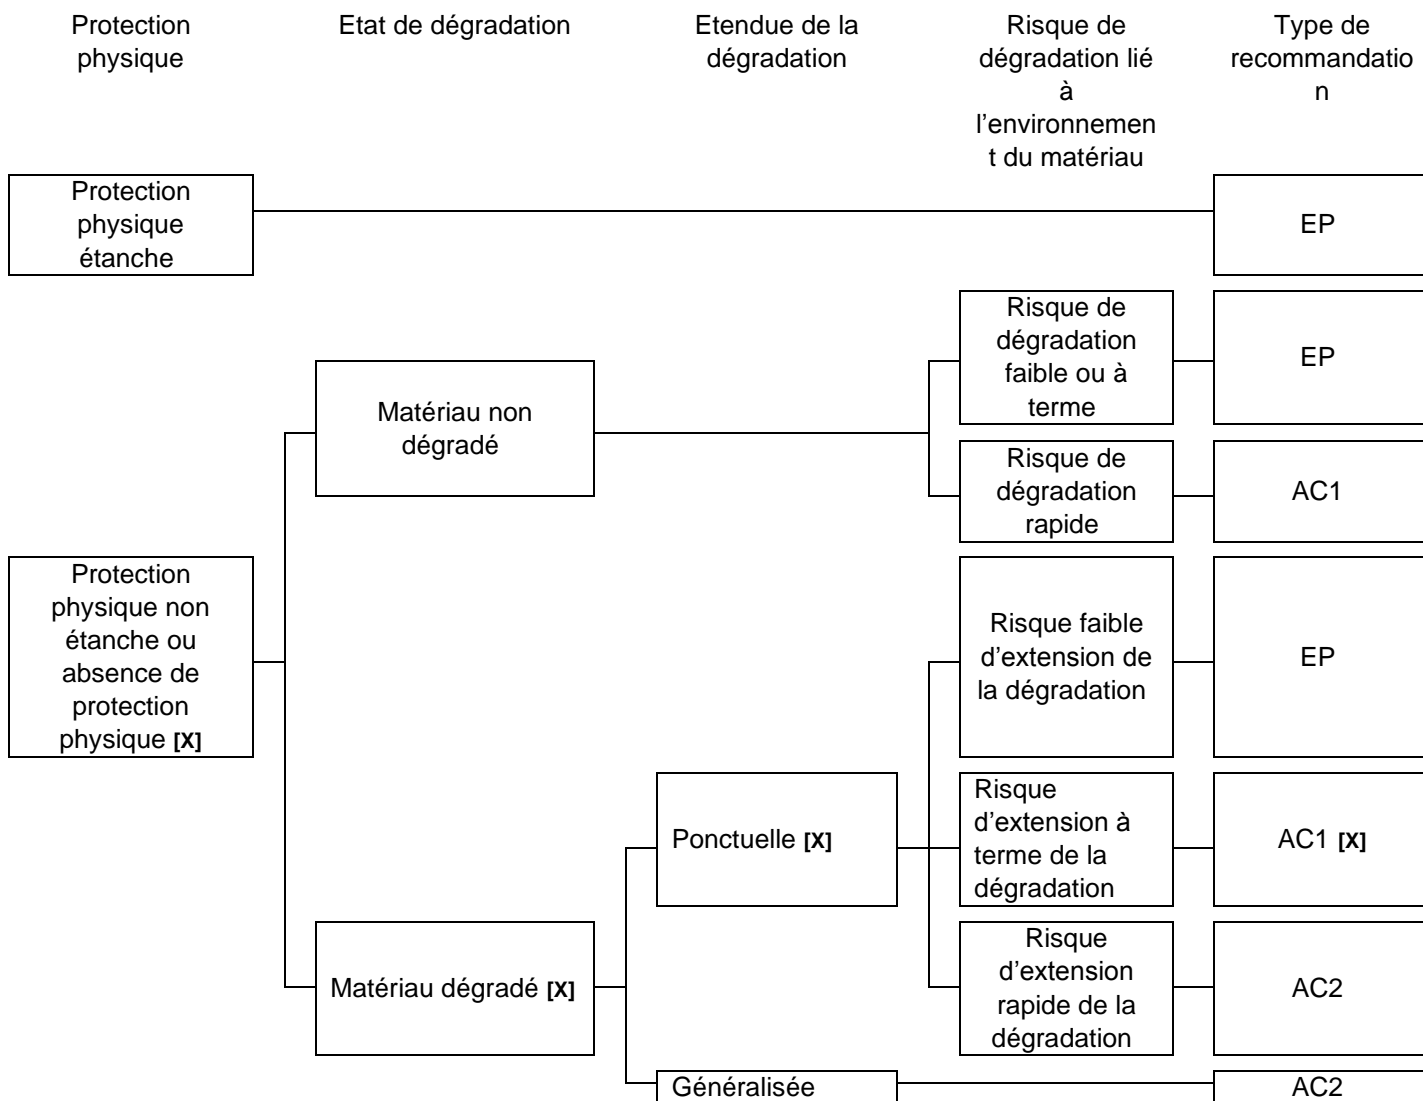 Protection
physique
Etat de dégradation
Etendue de la
dégradation
Risque de
dégradation lié
à
l'environnemen
t du matériau
Type de
recommandatio
n
Protection
physique
étanche
EP
Risque de
dégradation
faible ou à
terme
EP
Matériau non
dégradé
Risque de
dégradation
rapide
AC1
Protection
physique non
étanche ou
absence de
protection
physique [X]
Risque faible
d'extension de
la dégradation
EP
Ponctuelle [X]
Risque
d'extension à
terme de la
dégradation
AC1 [X]
Matériau dégradé [X]
Risque
d'extension
rapide de la
dégradation
AC2
Généralisée
AC2